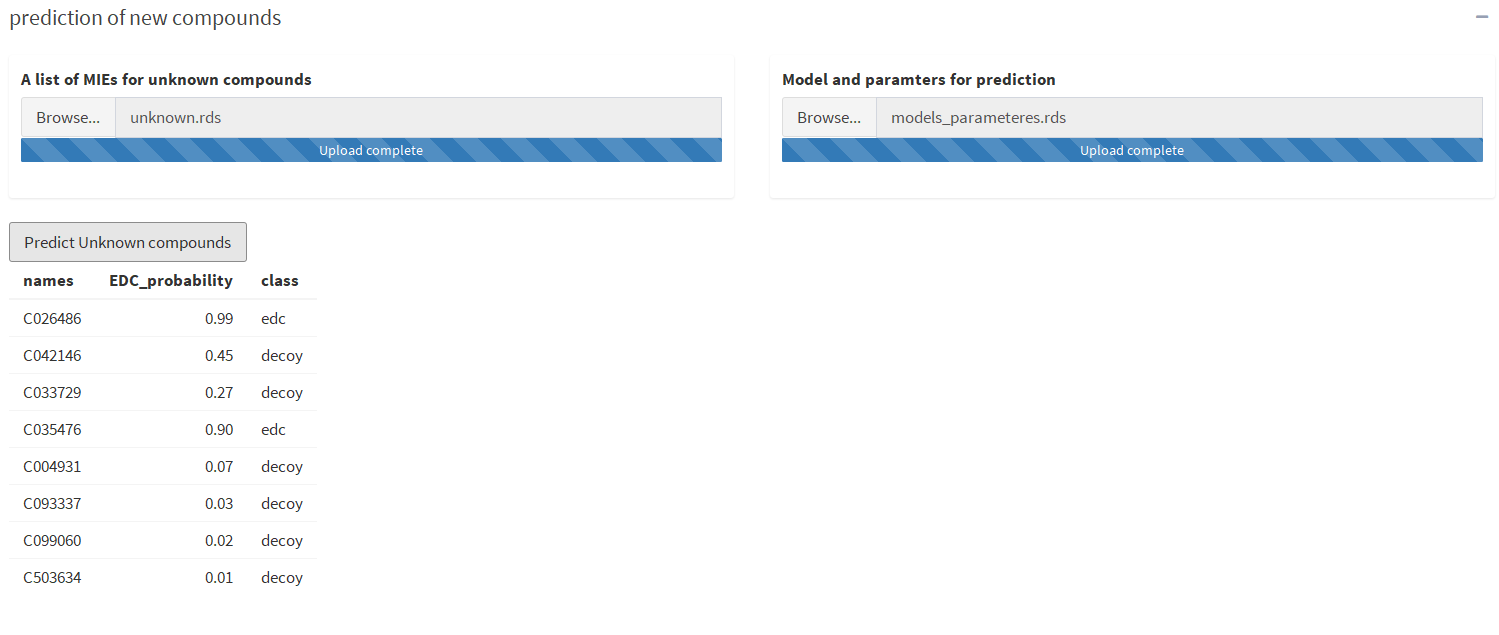 prediction of new compounds
A list of MIEs for unknown compounds
Browse... unknown.rds
Upload complete
Model and paramters for prediction
Browse... models_parameteres.rds
Upload complete
Predict Unknown compounds
names EDC_probability class
C026486 0.99 edc
C042146 0.45 decoy
C033729 0.27 decoy
C035476 0.90 edc
C004931 0.07 decoy
C093337 0.03 decoy
C099060 0.02 decoy
C503634 0.01 decoy